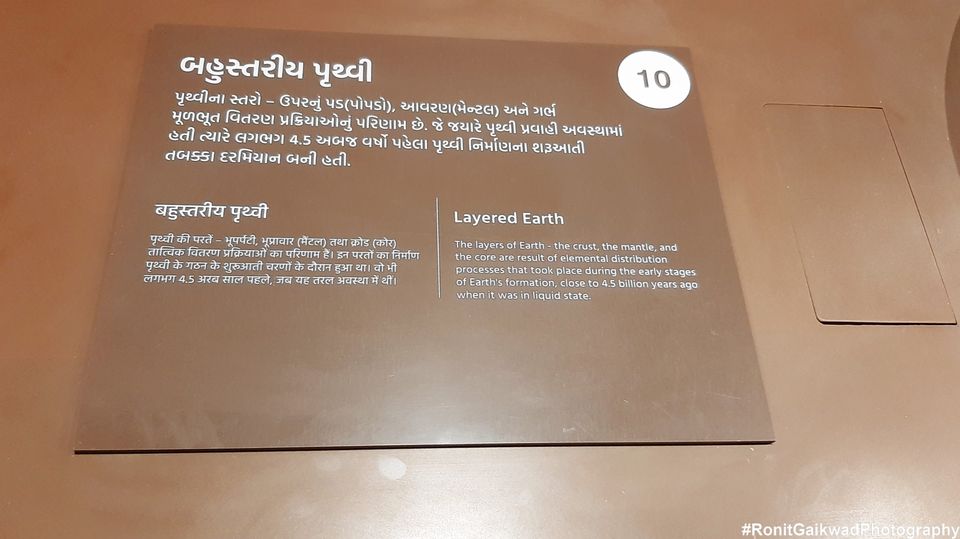 બહુસ્તરીય પૃથ્વી
10
પૃથ્વીના સ્તરો – ઉપરનું પડ(પોપડો), આવરણ(મેન્ટલ) અને ગર્ભ
મૂળભૂત વિતરણ પ્રક્રિયાઓનું પરિણામ છે. જે જયારે પૃથ્વી પ્રવાહી અવસ્થામાં
હતી ત્યારે લગભગ 4.5 અબજ વર્ષો પહેલા પૃથ્વી નિર્માણના શરૂઆતી
તબક્કા દરમિયાન બની હતી.
बहुस्तरीय पृथ्वी
पृथ्वी की परतें – भूपर्पटी, भूप्रावार (मैंटल) तथा क्रोड (कोर)
तात्विक वितरण प्रक्रियाओं का परिणाम हैं। इन परतों का निर्माण
पृथ्वी के गठन के शुरुआती चरणों के दौरान हुआ था। वो भी
लगभग 4.5 अरब साल पहले, जब यह तरल अवस्था में थी।
Layered Earth
The layers of Earth - the crust, the mantle, and
the core are result of elemental distribution
processes that took place during the early stages
of Earth's formation, close to 4.5 billion years ago
when it was in liquid state.
#RonitGaikwadPhotography